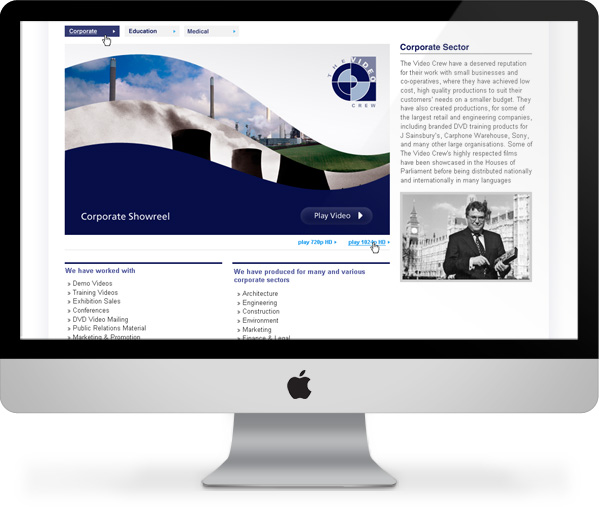 Corporate
Education
Medical
THE VIDEO
CREW
Corporate Showreel
Play Video
play 720p HD
play 1024p HD
We have worked with
» Demo Videos
» Training Videos
» Exhibition Sales
» Conferences
» DVD Video Mailing
» Public Relations Material
» Marketing & Promotion
We have produced for many and various
corporate sectors
» Architecture
» Engineering
» Construction
» Environment
» Marketing
» Finance & Legal
Corporate Sector
The Video Crew have a deserved reputation
for their work with small businesses and
co-operatives, where they have achieved low
cost, high quality productions to suit their
customers' needs on a smaller budget. They
have also created productions, for some of
the largest retail and engineering companies,
including branded DVD training products for
J Sainsbury's, Carphone Warehouse, Sony,
and many other large organisations. Some of
The Video Crew's highly respected films
have been showcased in the Houses of
Parliament before being distributed nationally
and internationally in many languages